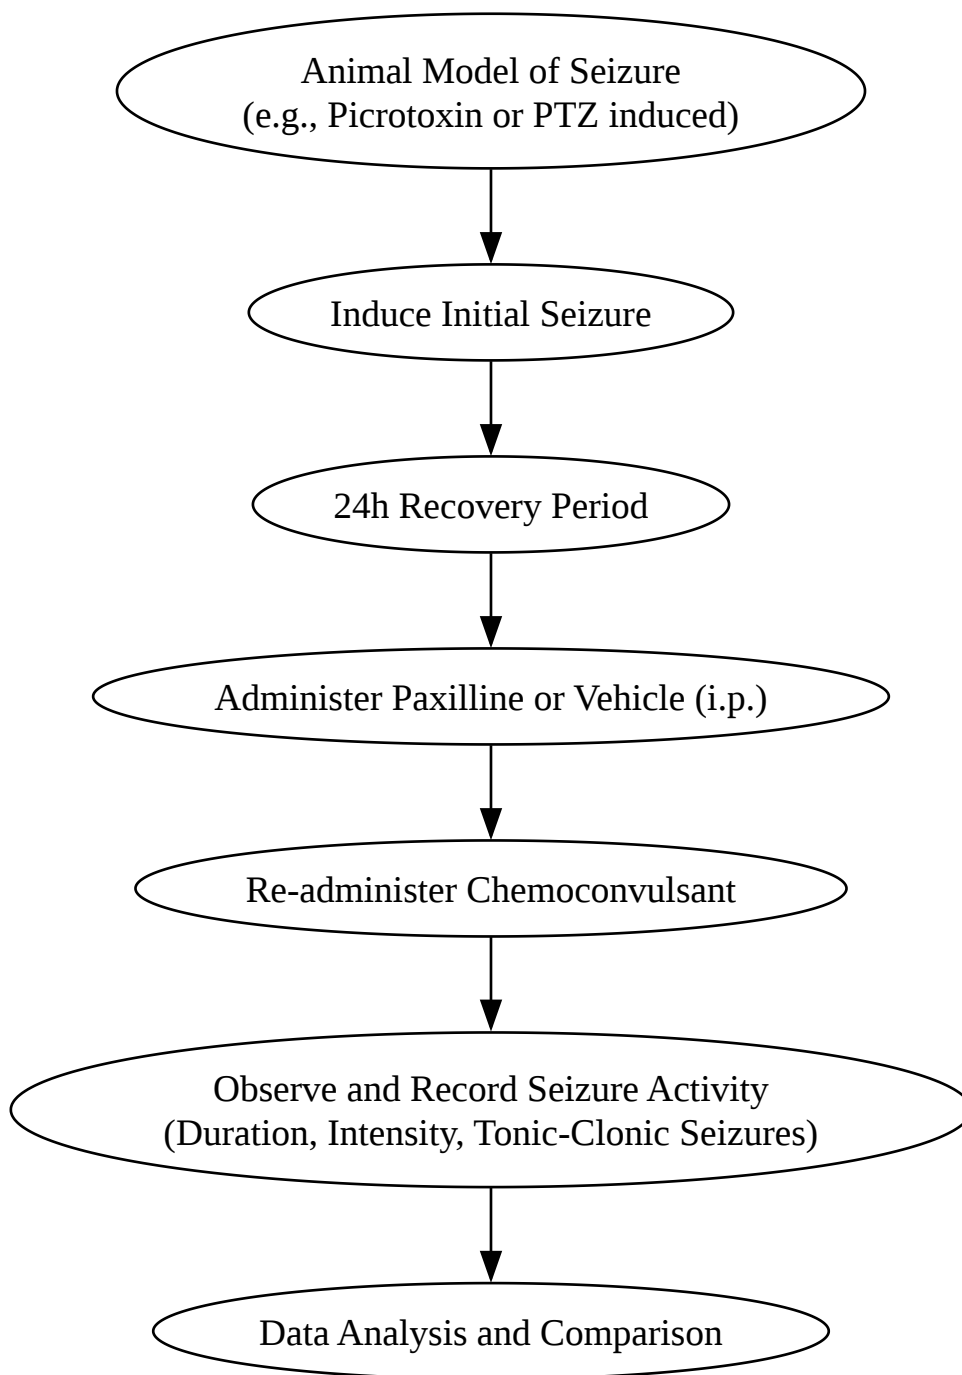 Animal Model of Seizure
(e.g., Picrotoxin or PTZ induced)
Induce Initial Seizure
24h Recovery Period
Administer Paxilline or Vehicle (i.p.)
Re-administer Chemoconvulsant
Observe and Record Seizure Activity
(Duration, Intensity, Tonic-Clonic Seizures)
Data Analysis and Comparison